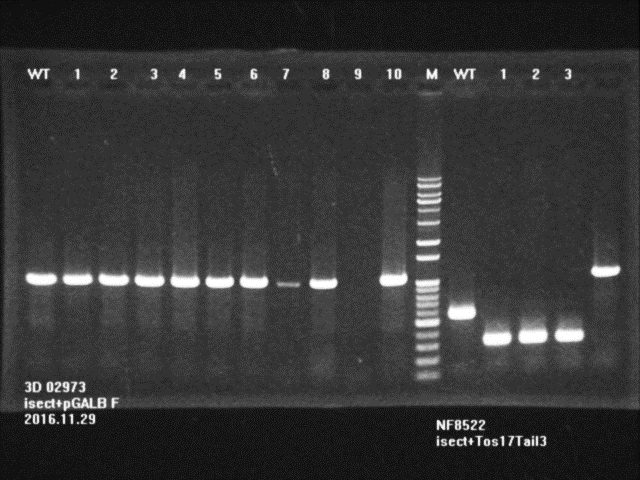 WT 1 2 3 4 5 6 7 8 9 10 M WT 1 2 3
3D 02973
isect+pGALB F
2016.11.29
NF8522
isect+Tos17Tail3